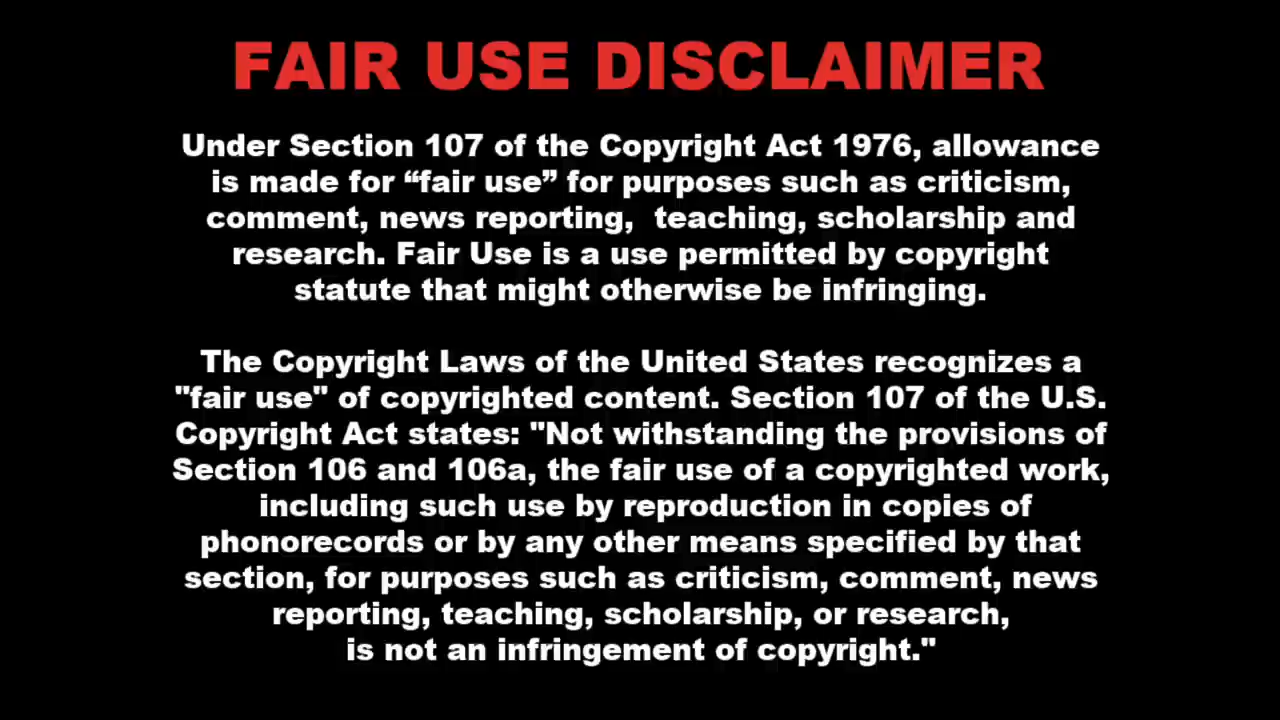 FAIR USE DISCLAIMER
Under Section 107 of the Copyright Act 1976, allowance
is made for “fair use” for purposes such as criticism,
comment, news reporting,  teaching, scholarship and
research. Fair Use is a use permitted by copyright
statute that might otherwise be infringing.
The Copyright Laws of the United States recognizes a
"fair use" of copyrighted content. Section 107 of the U.S.
Copyright Act states: "Not withstanding the provisions of
Section 106 and 106a, the fair use of a copyrighted work,
including such use by reproduction in copies of
phonorecords or by any other means specified by that
section, for purposes such as criticism, comment, news
reporting, teaching, scholarship, or research,
is not an infringement of copyright."